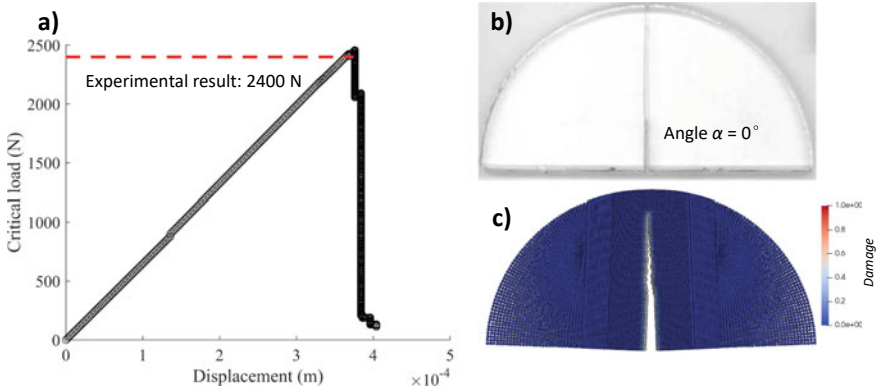 a)
2500
2000
1500
1000
500
0
Critical load (N)
Experimental result: 2400 N
0
1
2
3
4
5
×10⁻⁴
Displacement (m)
b)
Angle α = 0°
c)
1.0e+00
0.8
0.6
0.4
0.2
0.0e+00
Damage